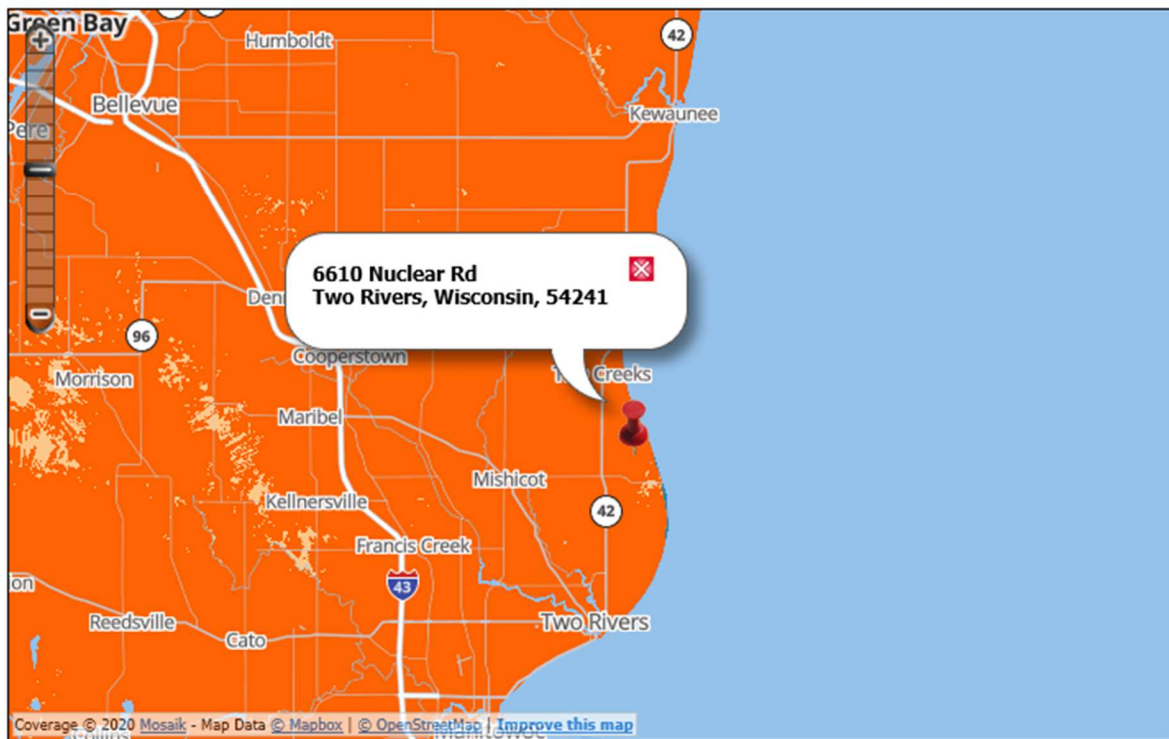 Green Bay
Humboldt
42
Bellevue
Kewaunee
Pere
6610 Nuclear Rd
Two Rivers, Wisconsin, 54241
96
Cooperstown
Morrison
Creeks
Maribel
Mishicot
Kellnersville
42
Francis Creek
43
Reedsville
Two Rivers
Cato
Coverage © 2020 Mosaik - Map Data © Mapbox | © OpenStreetMap | Improve this map
Manitowoc